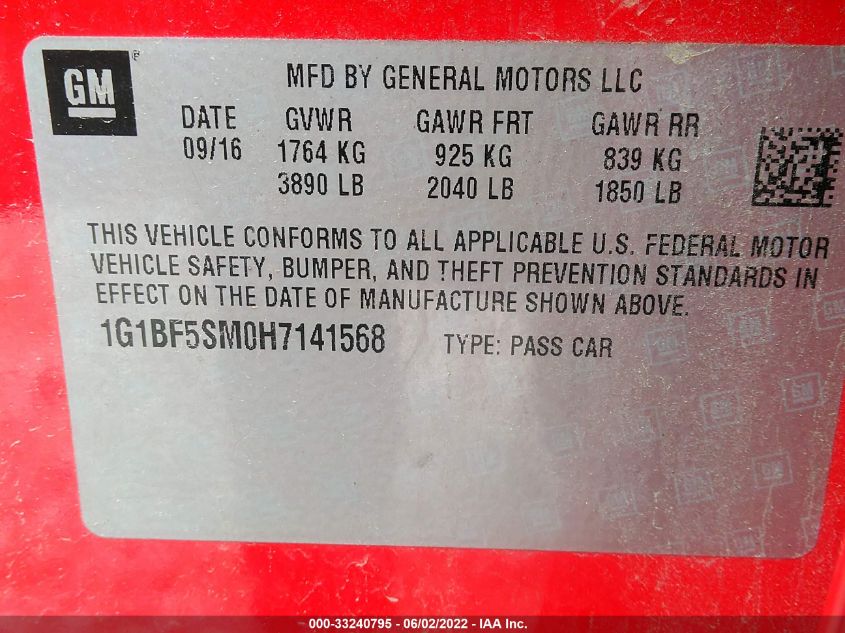 GM
MFD BY GENERAL MOTORS LLC
DATE GVWR GAWR FRT GAWR RR
09/16 1764 KG 925 KG 839 KG
3890 LB 2040 LB 1850 LB
THIS VEHICLE CONFORMS TO ALL APPLICABLE U.S. FEDERAL MOTOR
VEHICLE SAFETY, BUMPER, AND THEFT PREVENTION STANDARDS IN
EFFECT ON THE DATE OF MANUFACTURE SHOWN ABOVE.
1G1BF5SM0H7141568 TYPE: PASS CAR
000-33240795 - 06/02/2022 - IAA Inc.